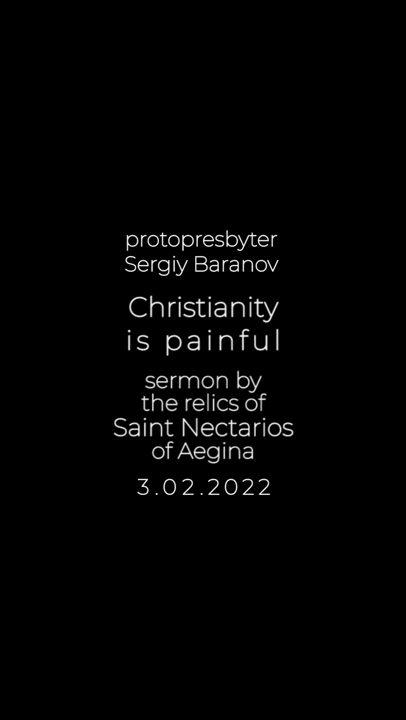 protopresbyter
Sergiy Baranov
Christianity
is painful
sermon by
the relics of
Saint Nectarios
of Aegina
3.02.2022